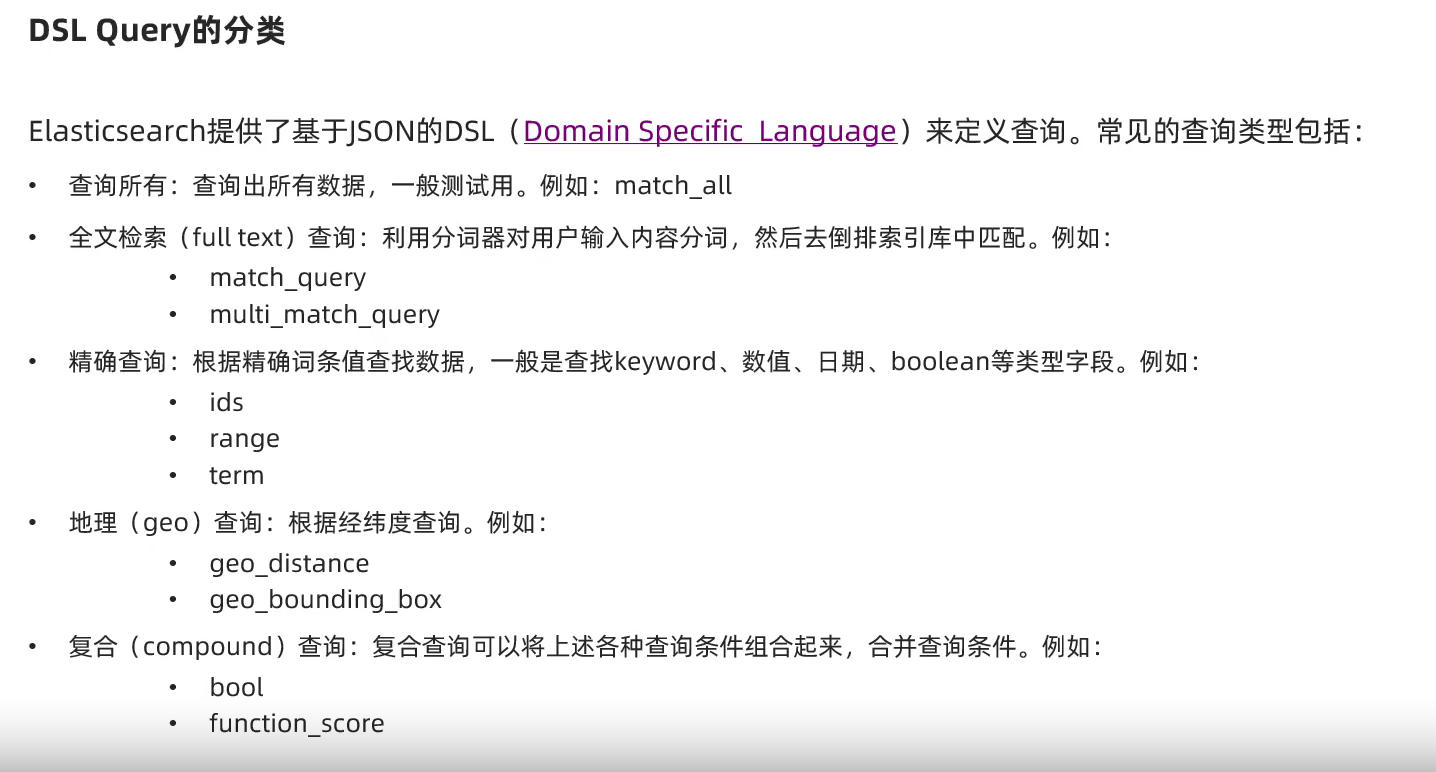 DSL Query的分类
Elasticsearch提供了基于JSON的DSL（Domain Specific Language）来定义查询。常见的查询类型包括：
• 查询所有：查询出所有数据，一般测试用。例如：match_all
• 全文检索（full text）查询：利用分词器对用户输入内容分词，然后去倒排索引库中匹配。例如：
• match_query
• multi_match_query
• 精确查询：根据精确词条值查找数据，一般是查找keyword、数值、日期、boolean等类型字段。例如：
• ids
• range
• term
• 地理（geo）查询：根据经纬度查询。例如：
• geo_distance
• geo_bounding_box
• 复合（compound）查询：复合查询可以将上述各种查询条件组合起来，合并查询条件。例如：
• bool
• function_score